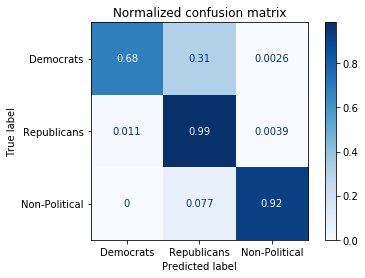 Normalized confusion matrix
True label
Democrats 0.68 0.31 0.0026
Republicans 0.011 0.99 0.0039
Non-Political 0 0.077 0.92
Democrats Republicans Non-Political
Predicted label
0.8
0.6
0.4
0.2
0.0